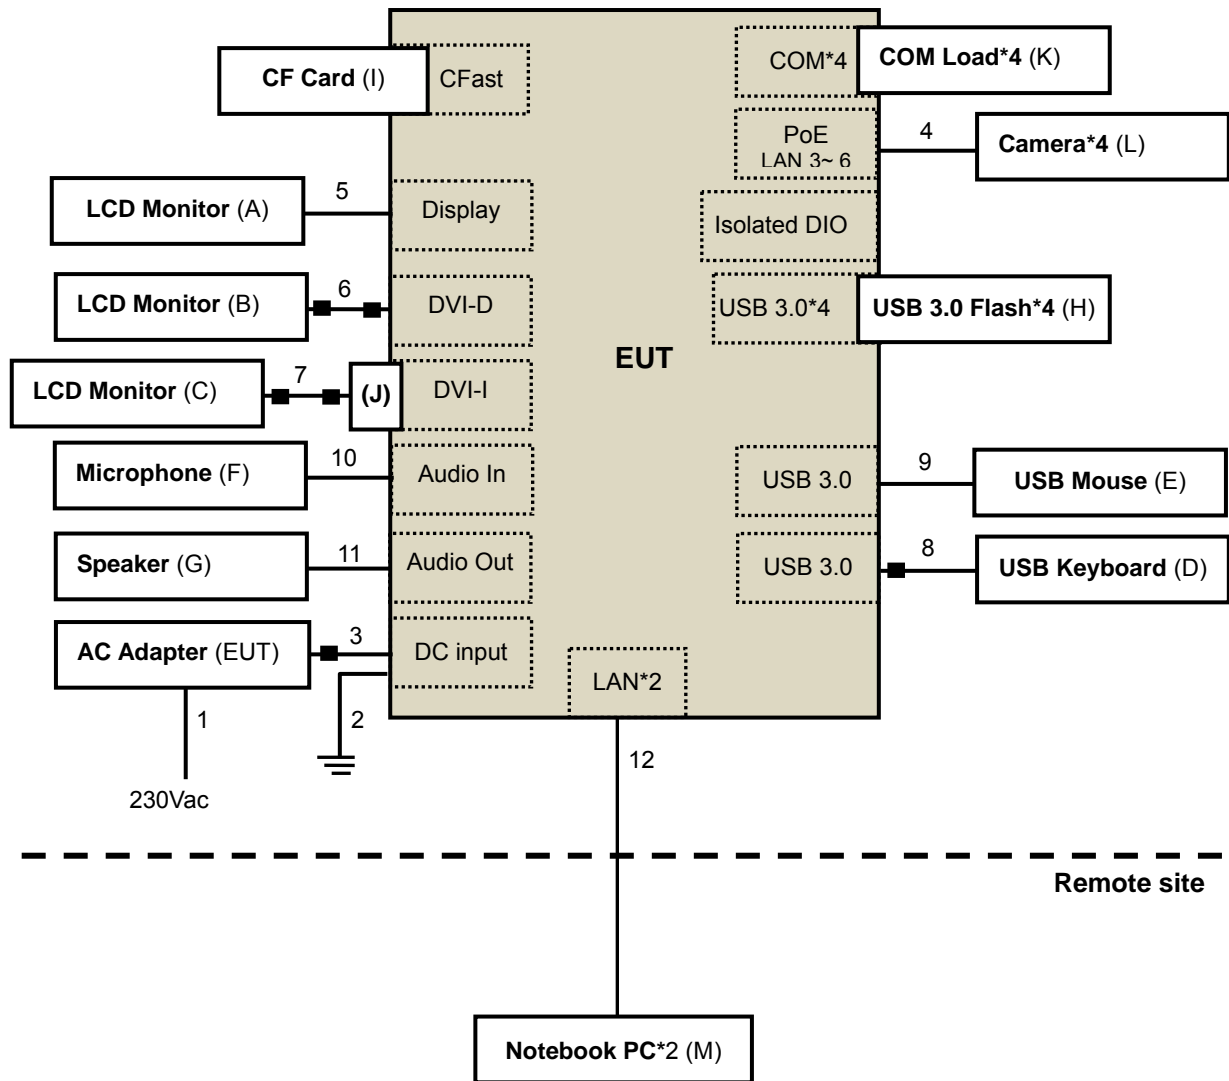 CF Card (I)
CFast
COM*4
COM Load*4 (K)
PoE
LAN 3~ 6
4
Camera*4 (L)
LCD Monitor (A)
5
Display
Isolated DIO
LCD Monitor (B)
6
DVI-D
USB 3.0*4
USB 3.0 Flash*4 (H)
EUT
LCD Monitor (C)
7
(J)
DVI-I
Microphone (F)
10
Audio In
USB 3.0
9
USB Mouse (E)
Speaker (G)
11
Audio Out
USB 3.0
8
USB Keyboard (D)
AC Adapter (EUT)
3
DC input
LAN*2
1
2
12
230Vac
Remote site
Notebook PC*2 (M)